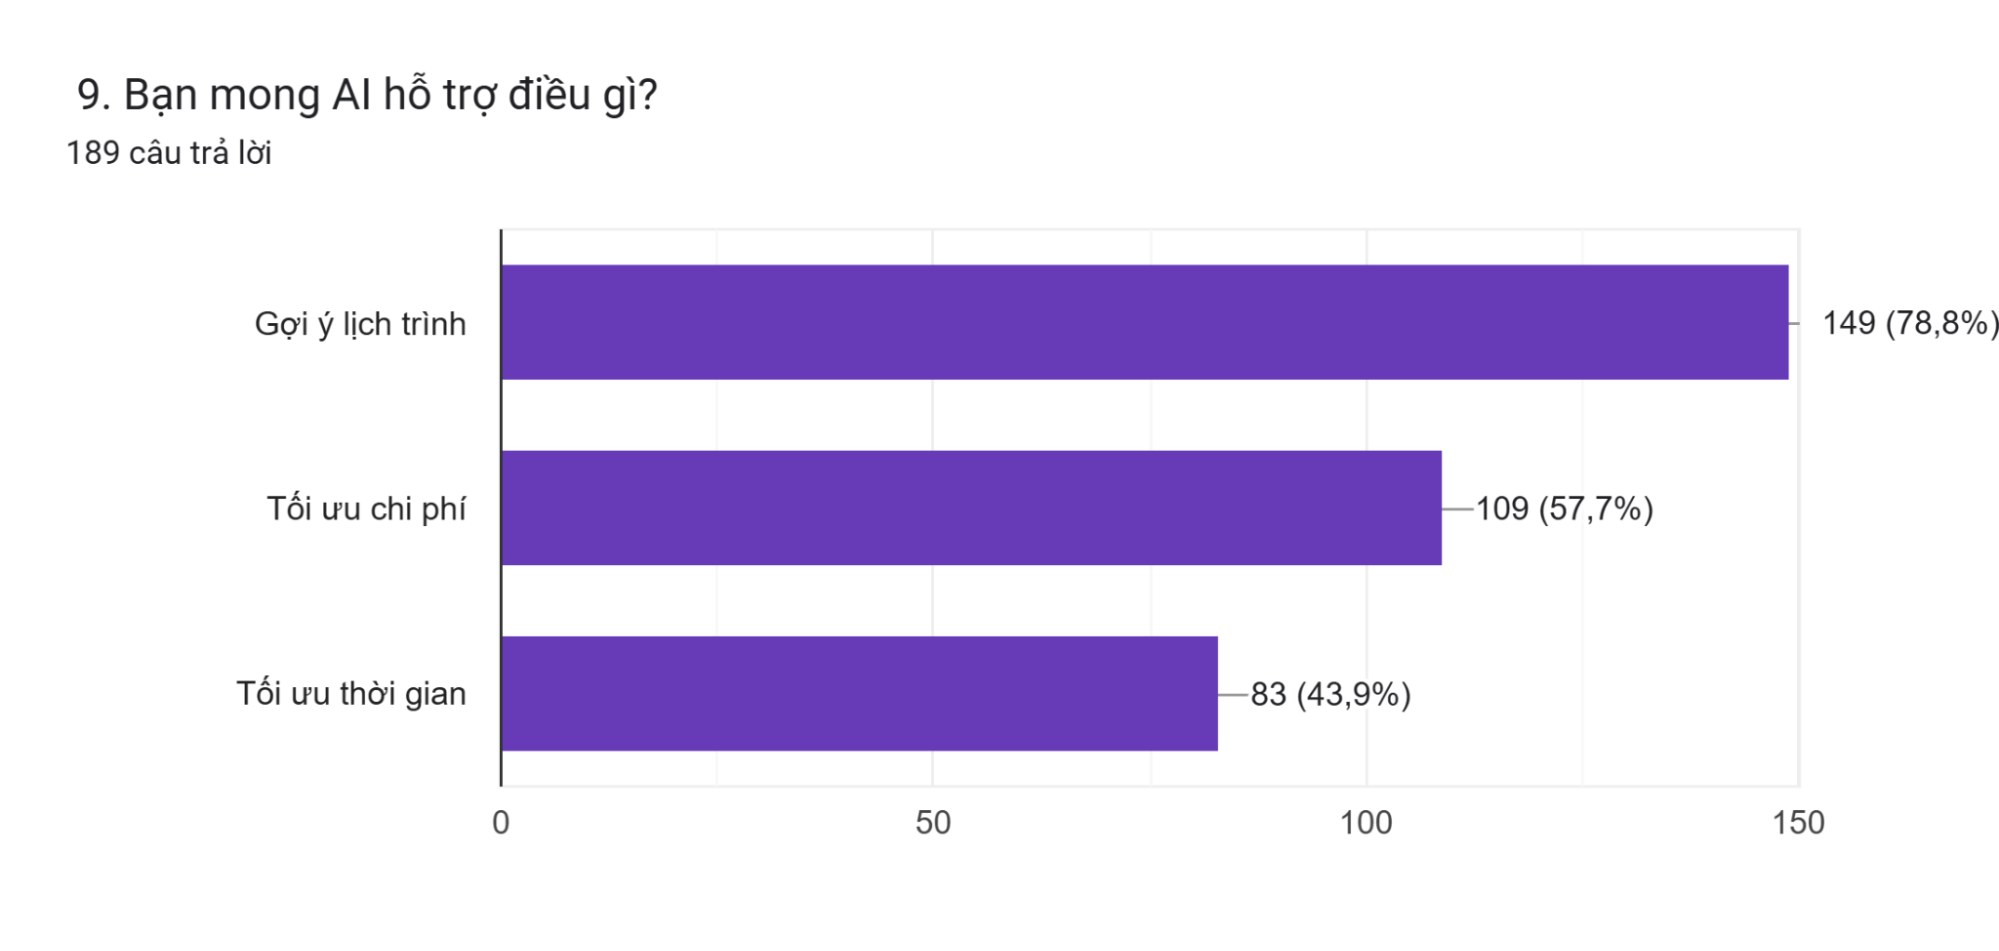 9. Bạn mong AI hỗ trợ điều gì?
189 câu trả lời
Gợi ý lịch trình
149 (78,8%)
Tối ưu chi phí
109 (57,7%)
Tối ưu thời gian
83 (43,9%)
0
50
100
150